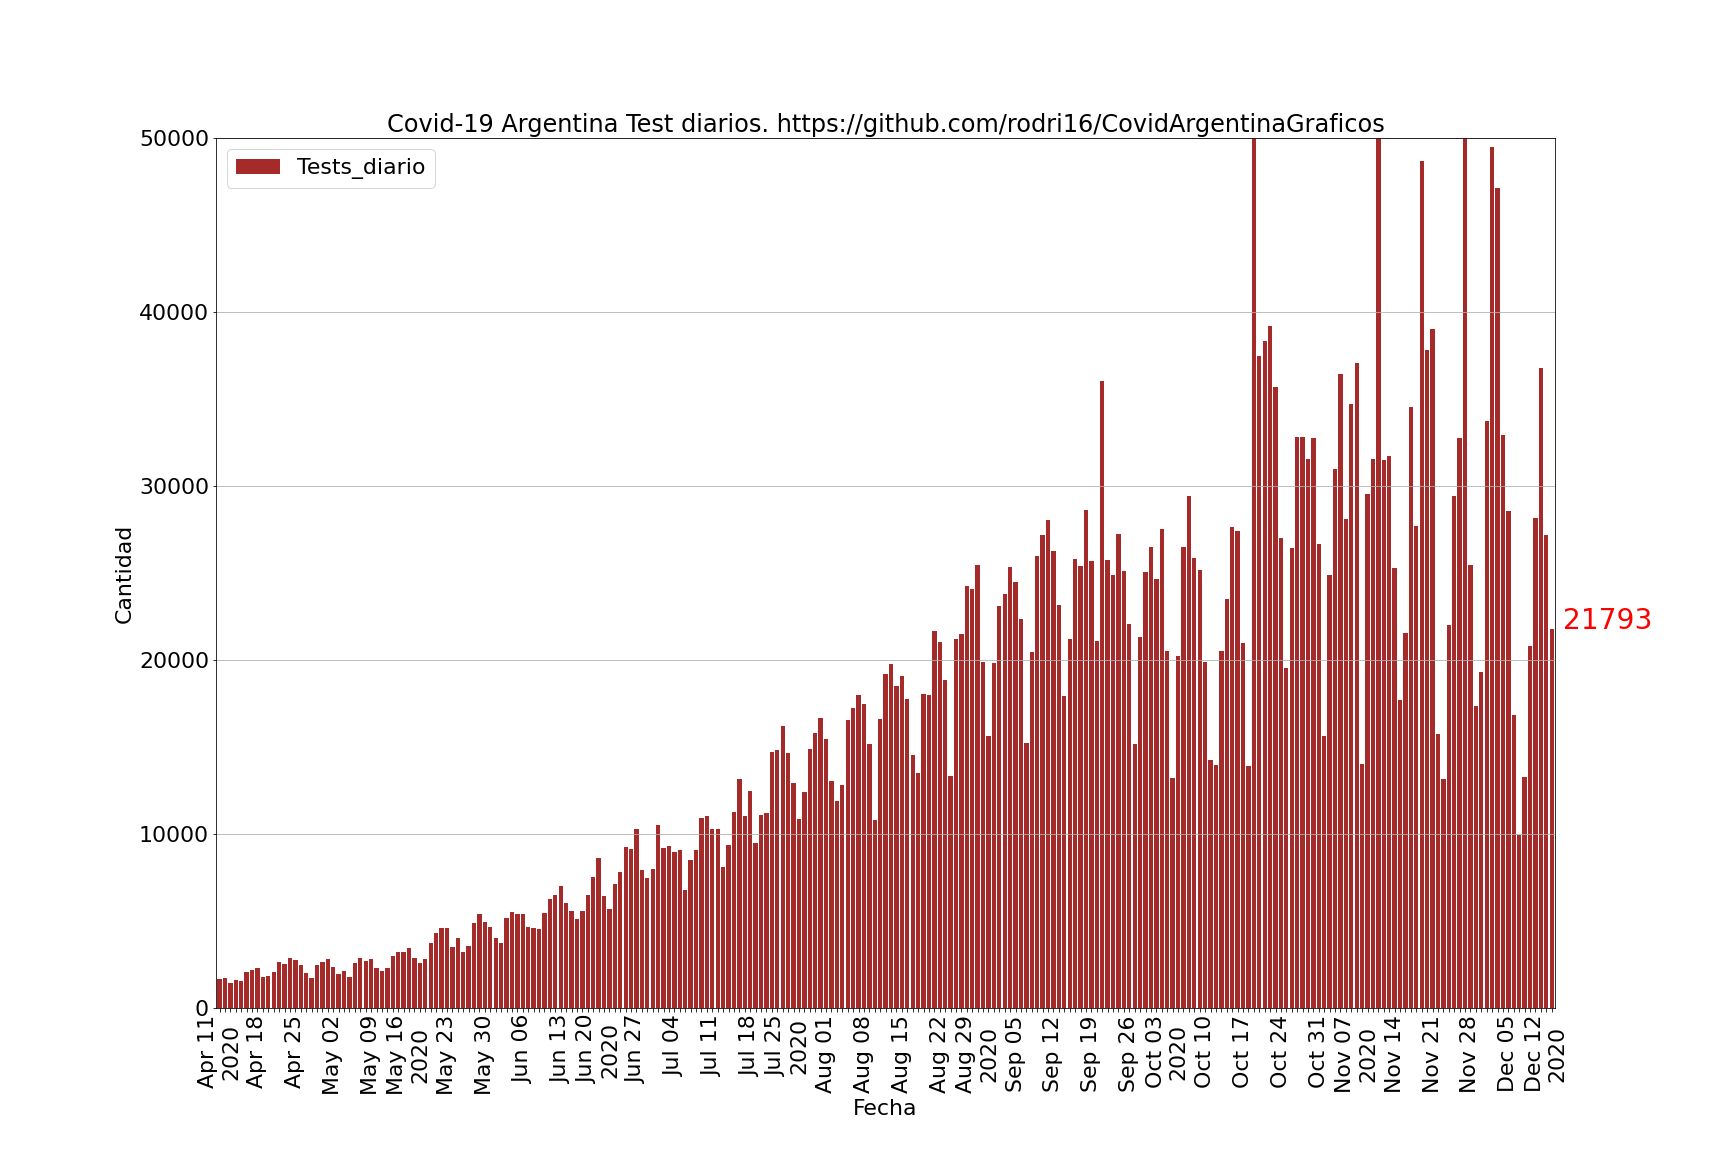 Covid-19 Argentina Test diarios. https://github.com/rodri16/CovidArgentinaGraficos
Tests_diario
50000
40000
30000
20000
10000
0
Cantidad
21793
Apr 11
2020
Apr 18
Apr 25
May 02
May 09
May 16
2020
May 23
May 30
Jun 06
Jun 13
Jun 20
2020
Jun 27
Jul 04
Jul 11
Jul 18
Jul 25
2020
Aug 01
Aug 08
Aug 15
Aug 22
Aug 29
2020
Sep 05
Sep 12
Sep 19
Sep 26
Oct 03
2020
Oct 10
Oct 17
Oct 24
Oct 31
Nov 07
2020
Nov 14
Nov 21
Nov 28
Dec 05
Dec 12
2020
Fecha